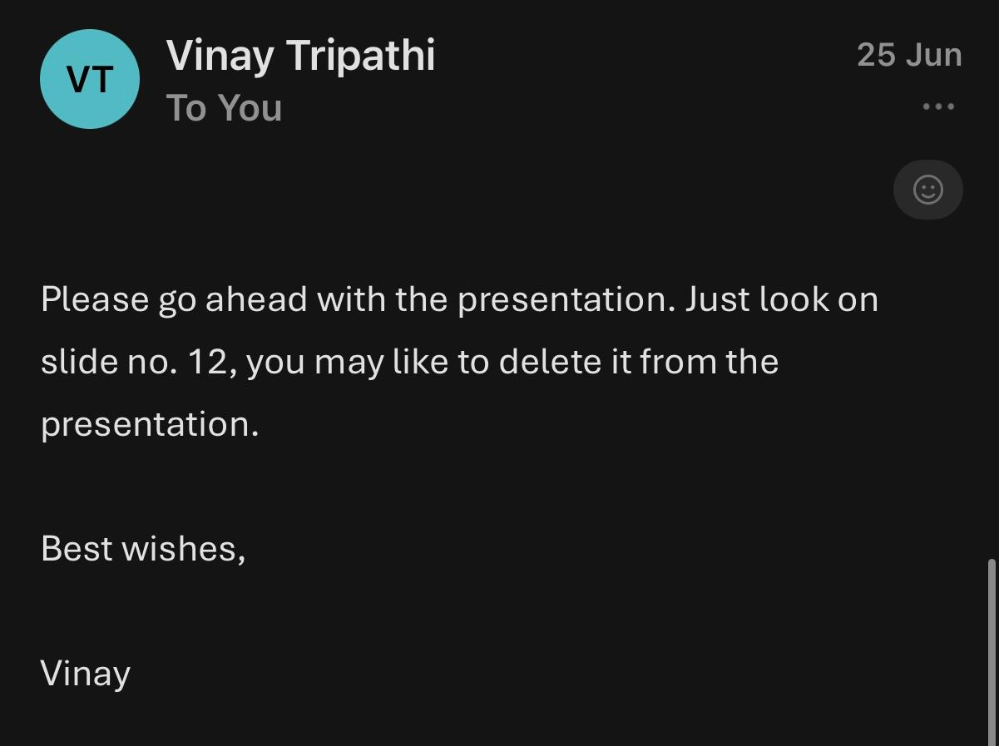 VT
Vinay Tripathi
25 Jun
To You
Please go ahead with the presentation. Just look on
slide no. 12, you may like to delete it from the
presentation.
Best wishes,
Vinay